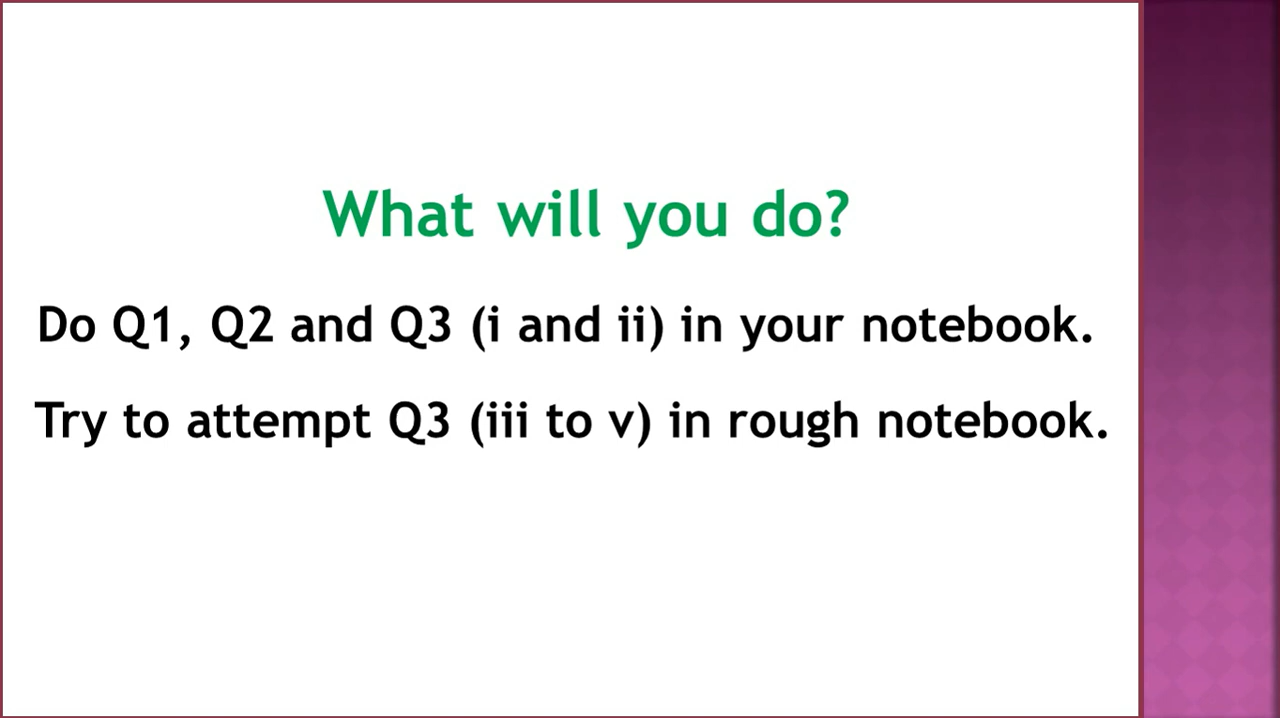 What will you do?
Do Q1, Q2 and Q3 (i and ii) in your notebook.
Try to attempt Q3 (iii to v) in rough notebook.